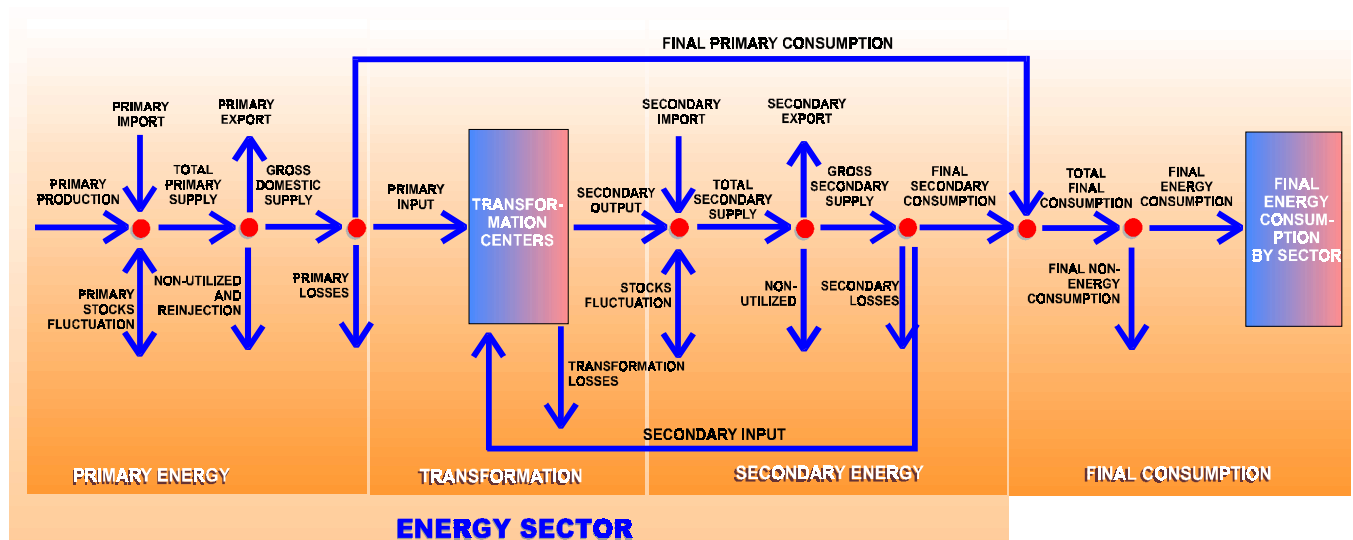 FINAL PRIMARY CONSUMPTION
PRIMARY
IMPORT
PRIMARY
EXPORT
SECONDARY
IMPORT
SECONDARY
EXPORT
PRIMARY
PRODUCTION
TOTAL
PRIMARY
SUPPLY
GROSS
DOMESTIC
SUPPLY
PRIMARY
INPUT
TRANSFOR-
MATION
CENTERS
SECONDARY
OUTPUT
TOTAL
SECONDARY
SUPPLY
GROSS
SECONDARY
SUPPLY
FINAL
SECONDARY
CONSUMPTION
TOTAL
FINAL
CONSUMPTION
FINAL
ENERGY
CONSUMPTION
FINAL
ENERGY
CONSUM-
PTION
BY SECTOR
PRIMARY
STOCKS
FLUCTUATION
NON-UTILIZED
AND
REINJECTION
PRIMARY
LOSSES
STOCKS
FLUCTUATION
NON-
UTILIZED
SECONDARY
LOSSES
FINAL NON-
ENERGY
CONSUMPTION
TRANSFORMATION
LOSSES
SECONDARY INPUT
PRIMARY ENERGY
TRANSFORMATION
SECONDARY ENERGY
FINAL CONSUMPTION
ENERGY SECTOR